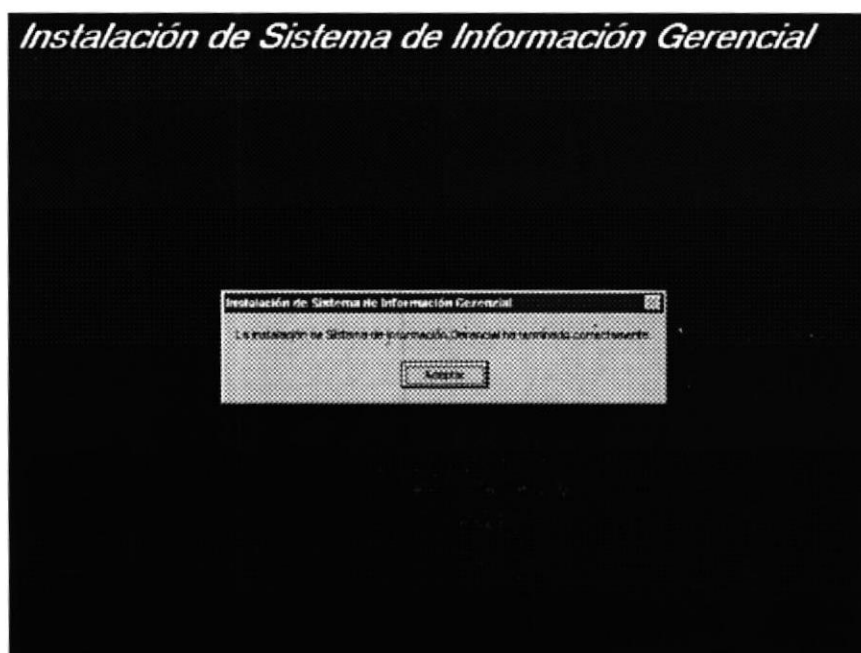 Instalación de Sistema de Información Gerencial
Instalación de Sistema de Información Gerencial
La instalación de Sistema de Información Gerencial ha terminado correctamente.
Aceptar